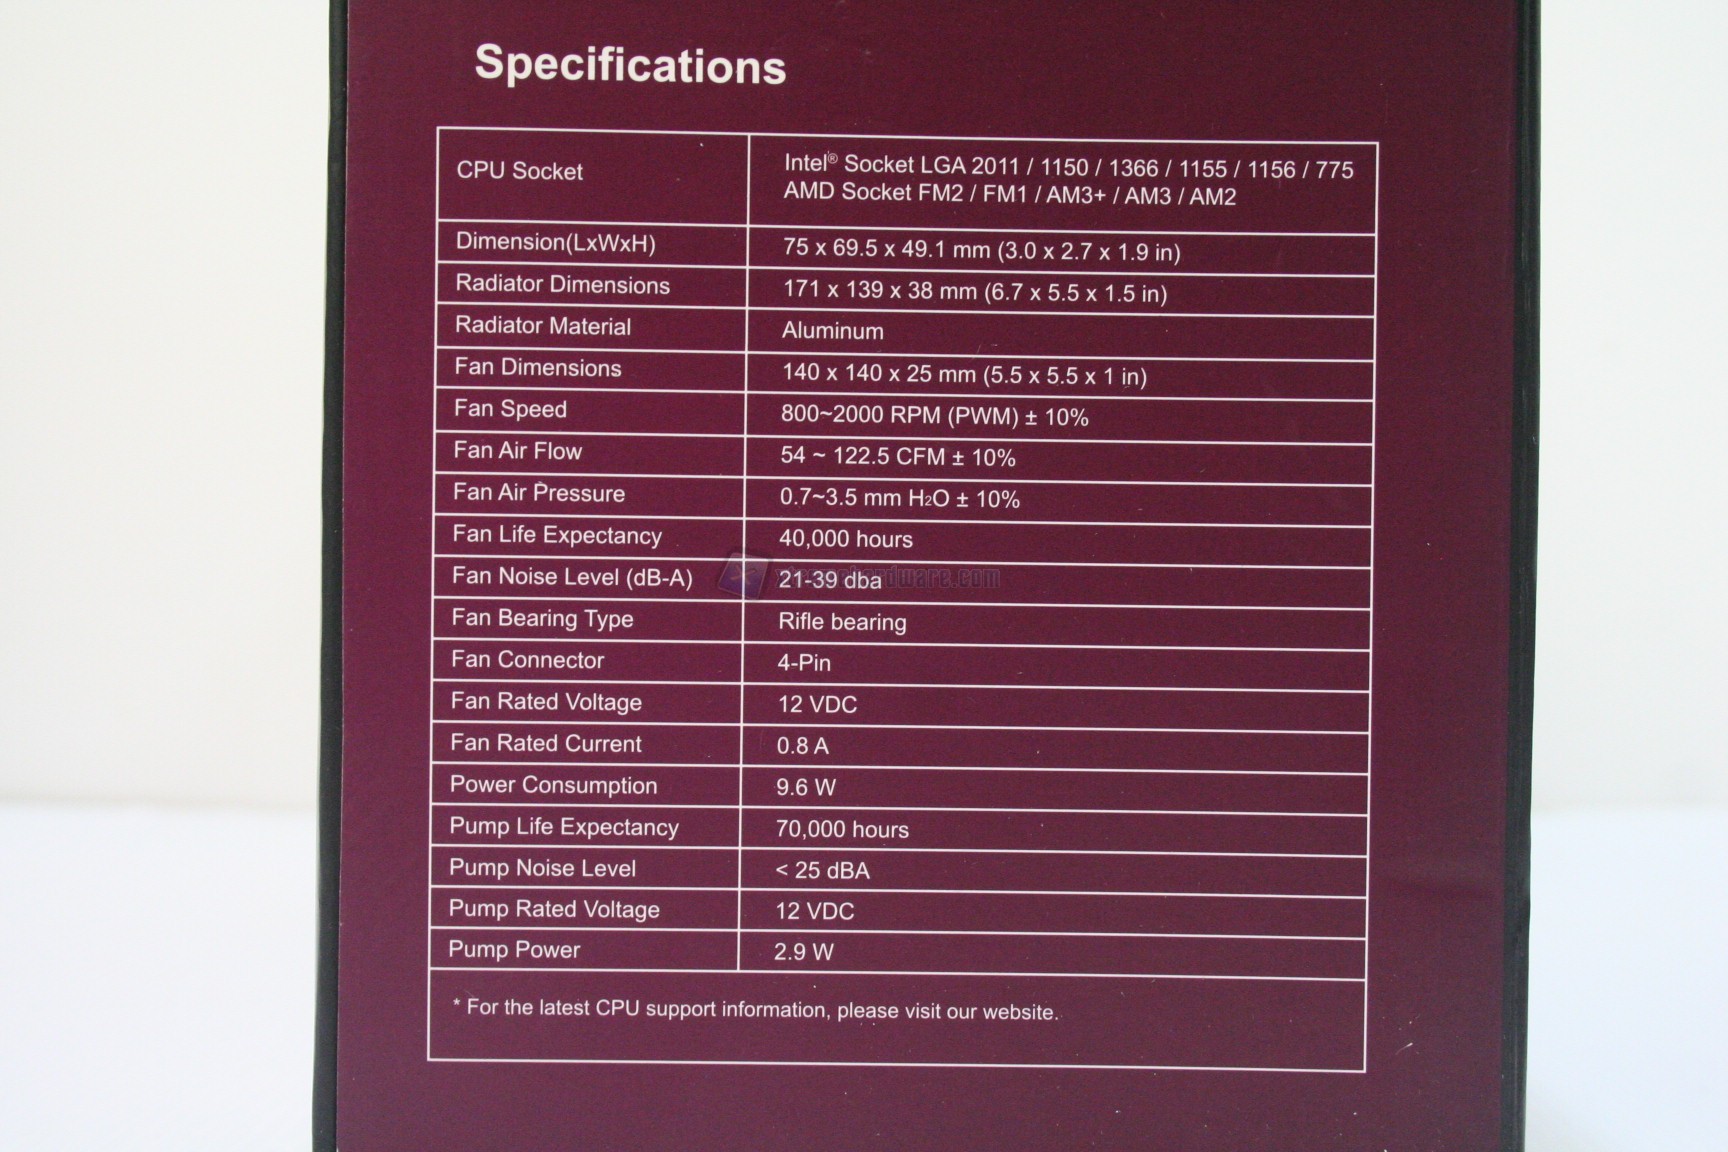 Specifications
CPU Socket
Intel® Socket LGA 2011 / 1150 / 1366 / 1155 / 1156 / 775
AMD Socket FM2 / FM1 / AM3+ / AM3 / AM2
Dimension(LxWxH) 75 x 69.5 x 49.1 mm (3.0 x 2.7 x 1.9 in)
Radiator Dimensions 171 x 139 x 38 mm (6.7 x 5.5 x 1.5 in)
Radiator Material Aluminum
Fan Dimensions 140 x 140 x 25 mm (5.5 x 5.5 x 1 in)
Fan Speed 800~2000 RPM (PWM) ± 10%
Fan Air Flow 54 ~ 122.5 CFM ± 10%
Fan Air Pressure 0.7~3.5 mm H₂O ± 10%
Fan Life Expectancy 40,000 hours
Fan Noise Level (dB-A) 21-39 dba
Fan Bearing Type Rifle bearing
Fan Connector 4-Pin
Fan Rated Voltage 12 VDC
Fan Rated Current 0.8 A
Power Consumption 9.6 W
Pump Life Expectancy 70,000 hours
Pump Noise Level < 25 dBA
Pump Rated Voltage 12 VDC
Pump Power 2.9 W
* For the latest CPU support information, please visit our website.